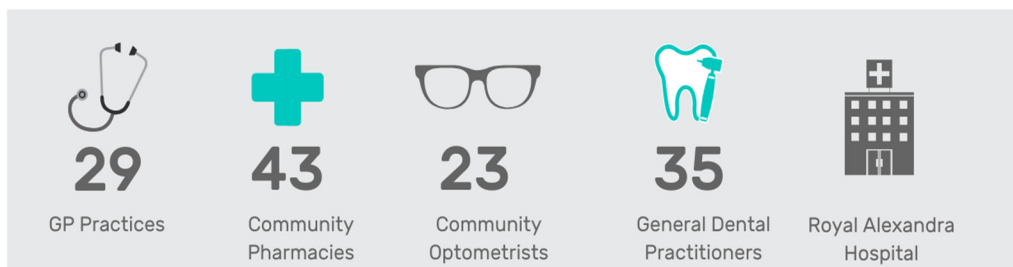 29
GP Practices
43
Community
Pharmacies
23
Community
Optometrists
35
General Dental
Practitioners
Royal Alexandra
Hospital